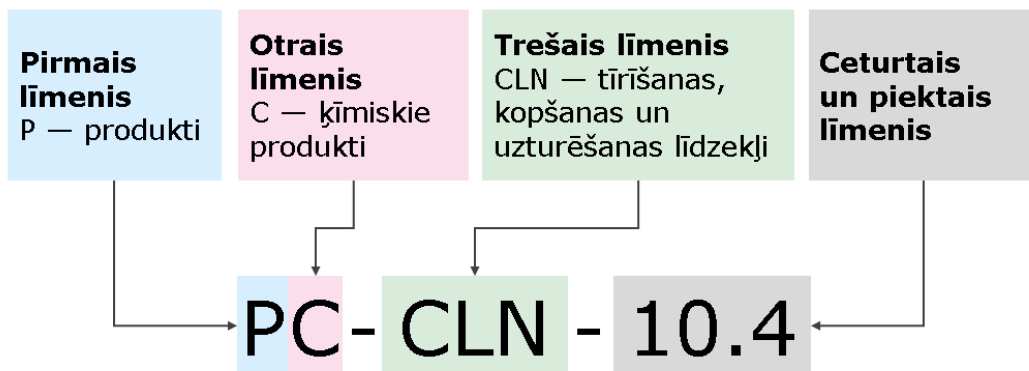 Pirmais
līmenis
P — produkti
Otrais
līmenis
C — ķīmiskie
produkti
Trešais līmenis
CLN — tīrīšanas,
kopšanas un
uzturēšanas līdzekļi
Ceturtais
un piektais
līmenis
PC-CLN-10.4